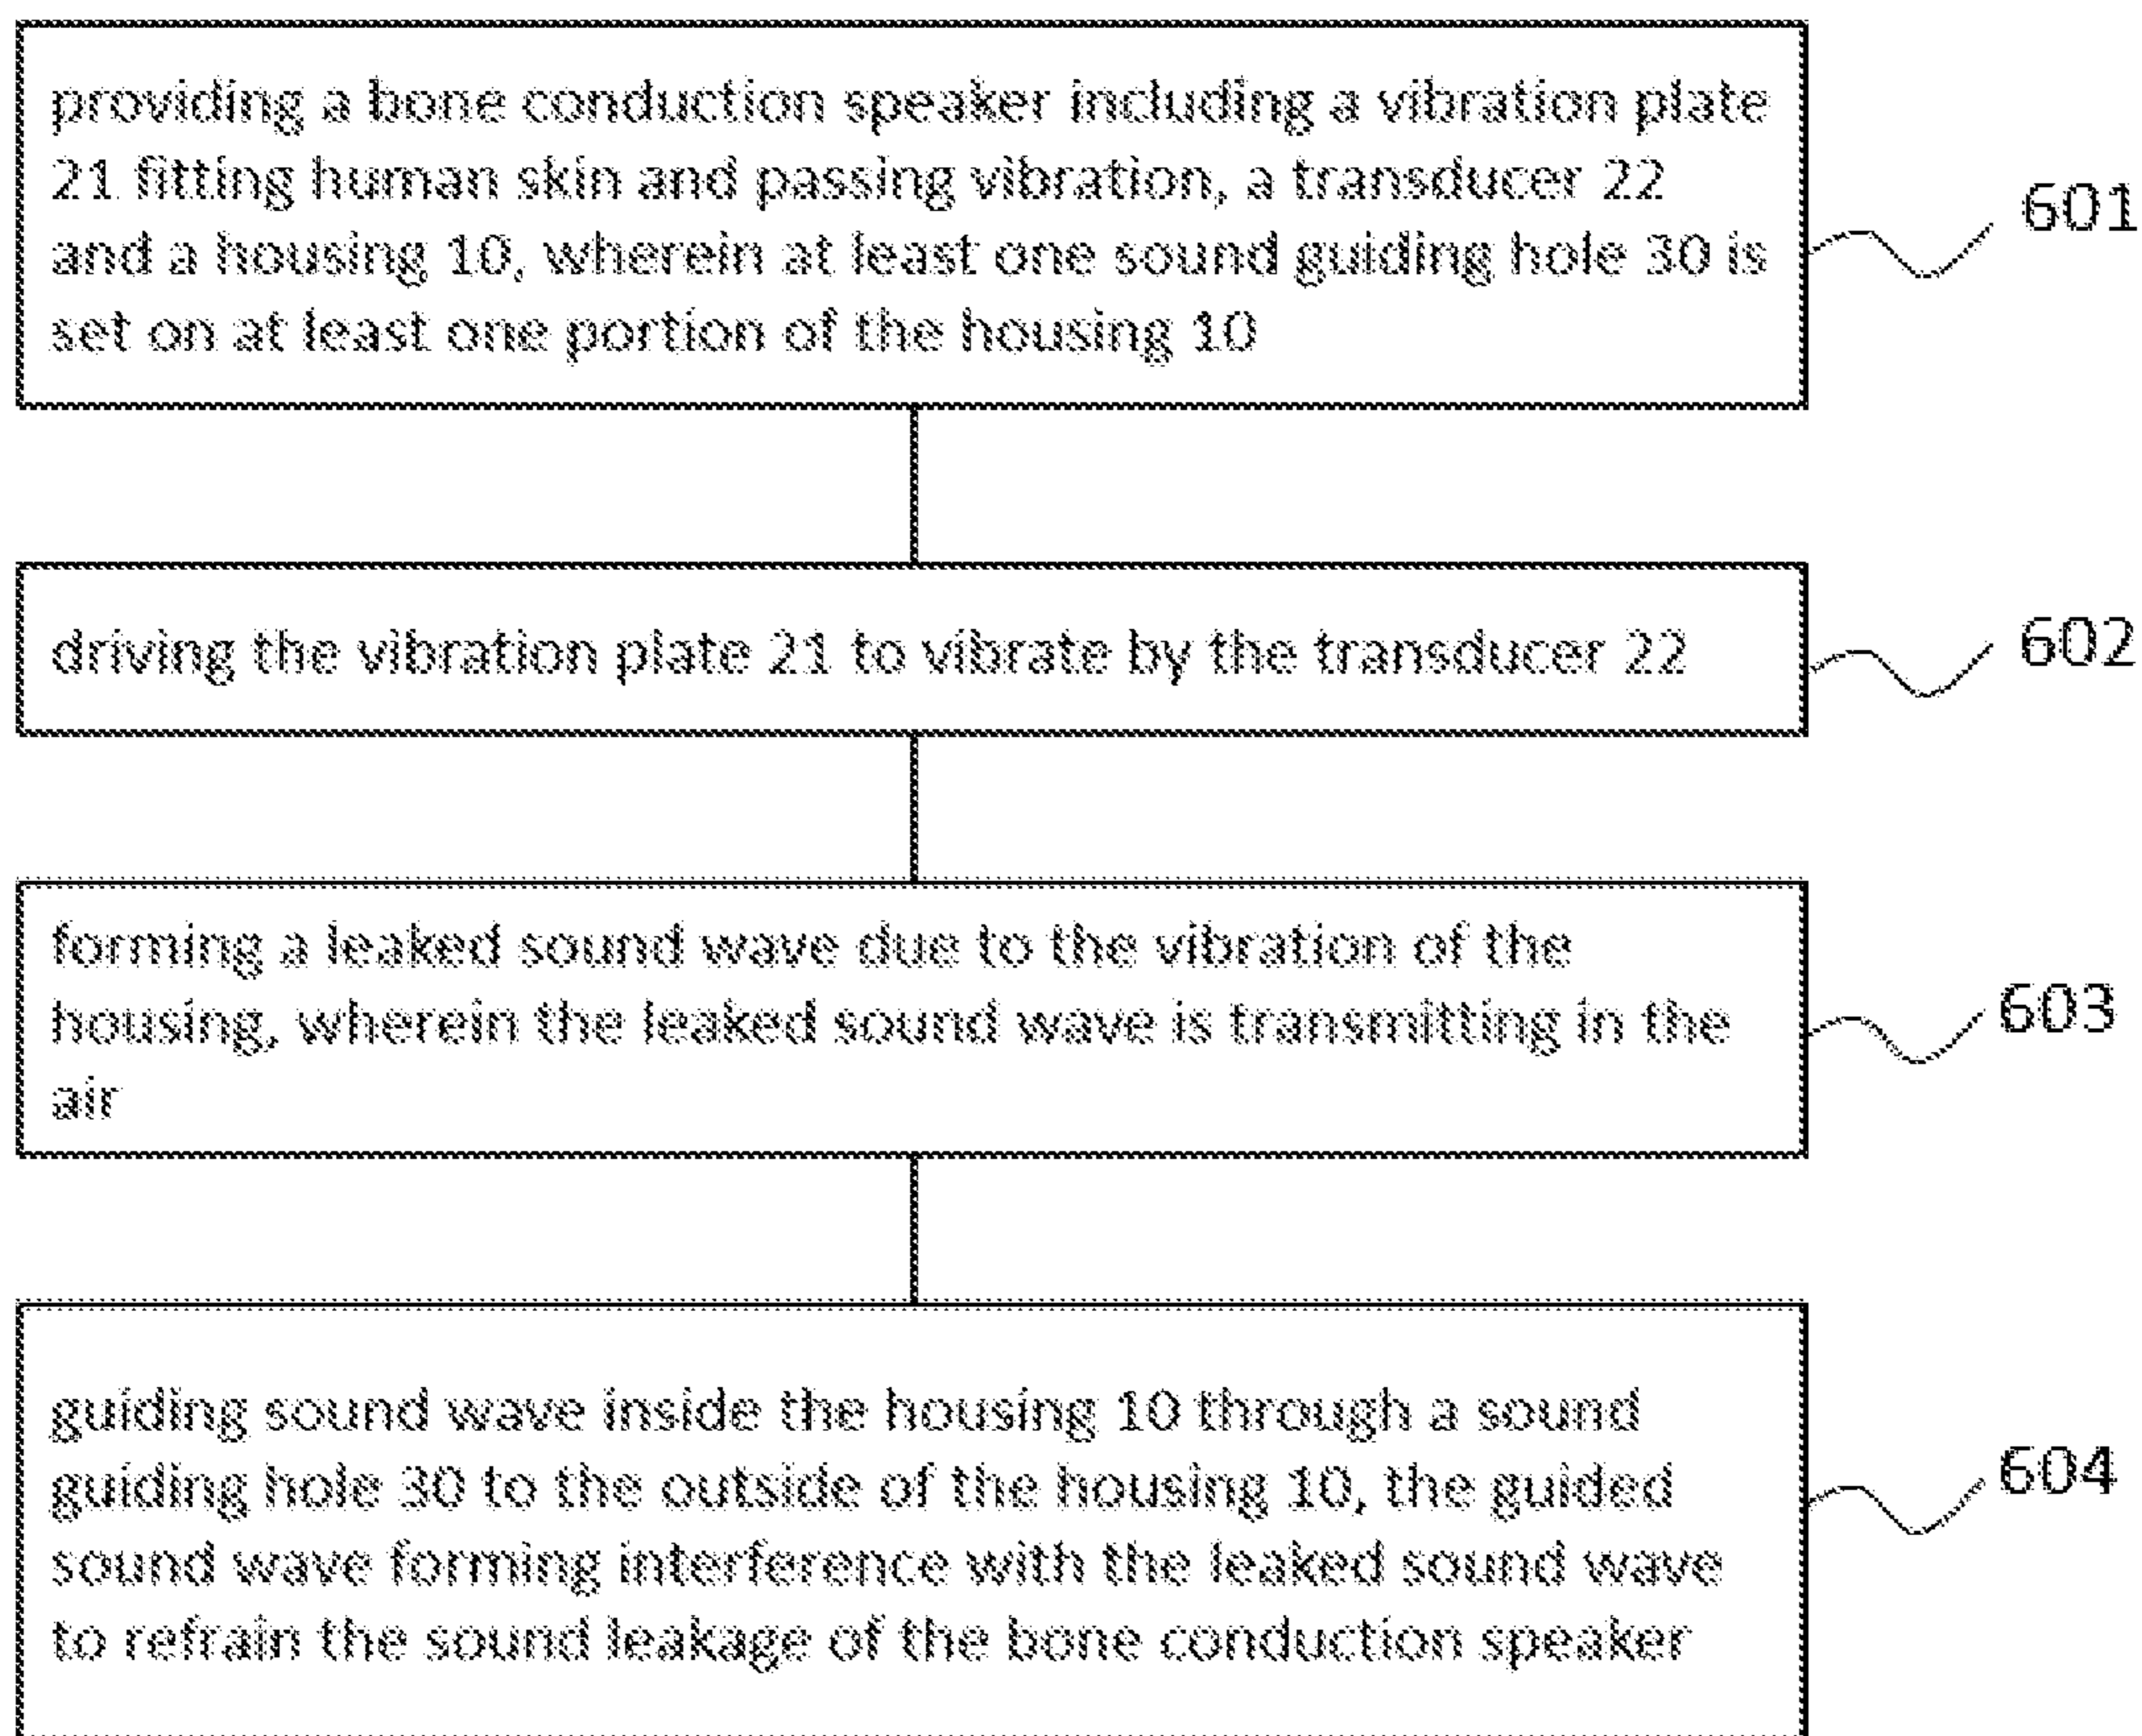 providing a bone conduction speaker including a vibration plate
21 fitting human skin and passing vibration, a transducer 22
and a housing 10, wherein at least one sound guiding hole 30 is
set on at least one portion of the housing 10
601
driving the vibration plate 21 to vibrate by the transducer 22
602
forming a leaked sound wave due to the vibration of the
housing, wherein the leaked sound wave is transmitting in the
air
603
guiding sound wave inside the housing 10 through a sound
guiding hole 30 to the outside of the housing 10, the guided
sound wave forming interference with the leaked sound wave
to refrain the sound leakage of the bone conduction speaker
604